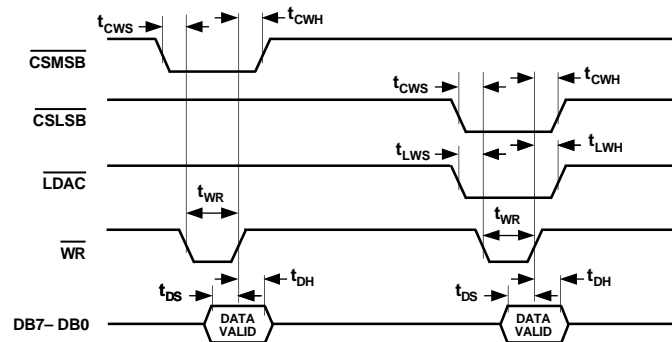 tCWS
tCWH
CSMSB
tCWS
tCWH
CSLSB
tLWS
tLWH
LDAC
tWR
tWR
WR
tDS
tDH
tDS
tDH
DB7– DB0
DATA
VALID
DATA
VALID